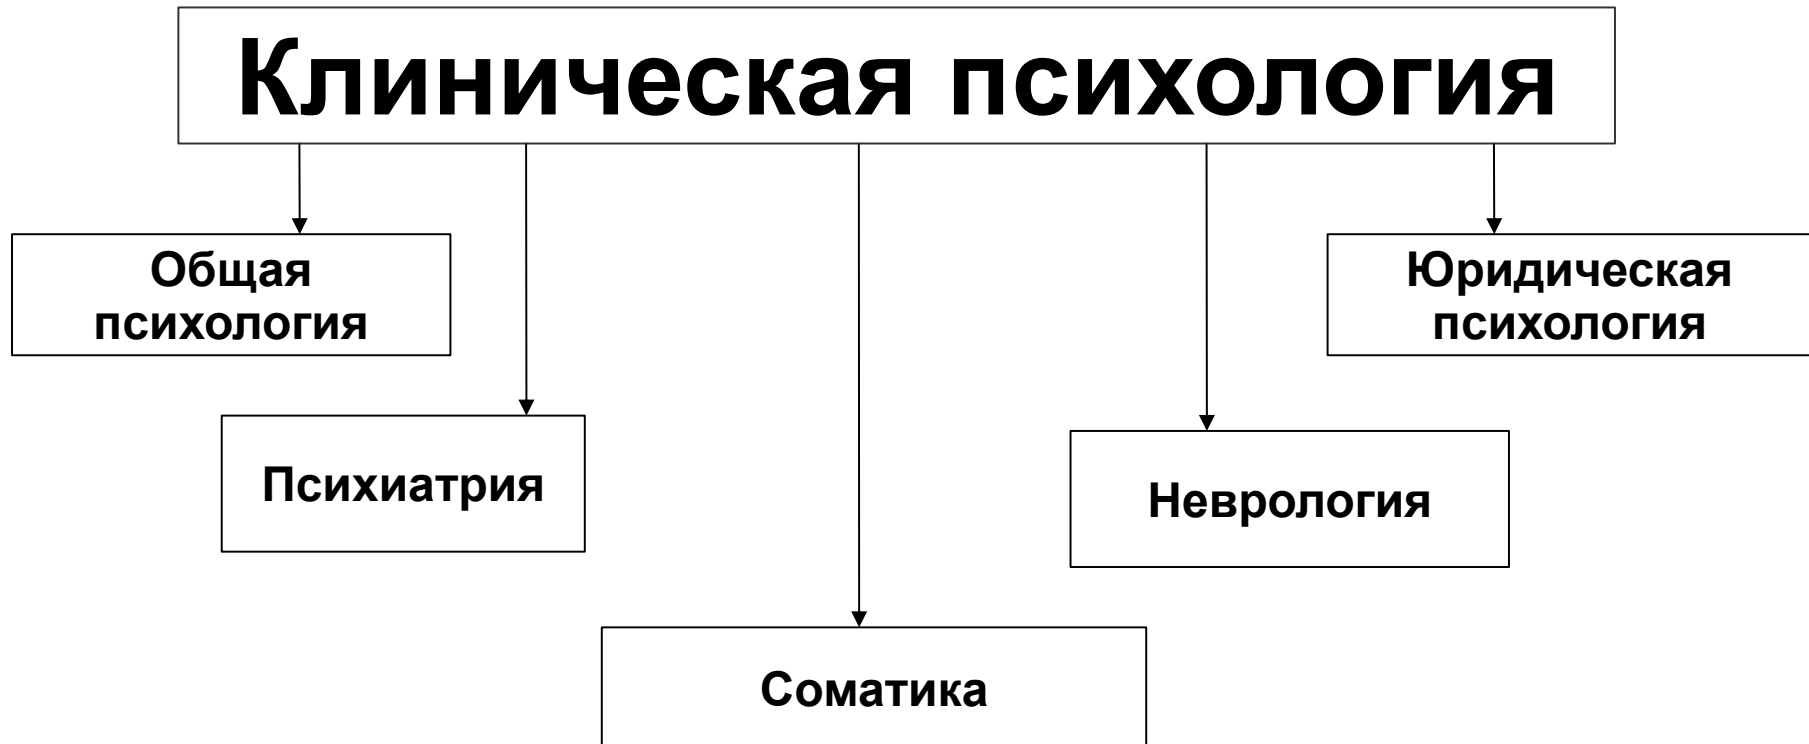 Клиническая психология
Общая
психология
Юридическая
психология
Психиатрия
Неврология
Соматика